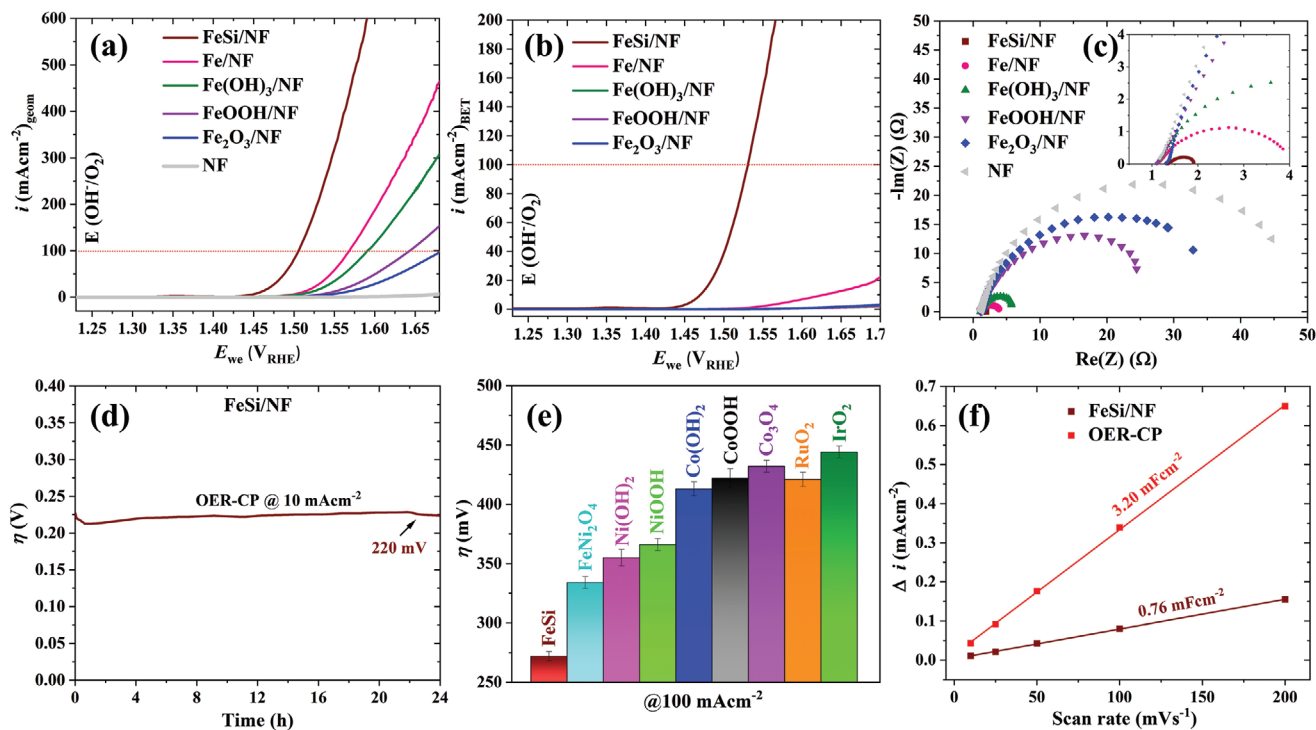 (a)
FeSi/NF
Fe/NF
Fe(OH)₃/NF
FeOOH/NF
Fe₂O₃/NF
NF
E (OH⁻/O₂)
i (mAcm⁻²)geom
600
500
400
300
200
100
0
1.25 1.30 1.35 1.40 1.45 1.50 1.55 1.60 1.65
Ewe (VRHE)
(b)
FeSi/NF
Fe/NF
Fe(OH)₃/NF
FeOOH/NF
Fe₂O₃/NF
E (OH⁻/O₂)
i (mAcm⁻²)BET
200
180
160
140
120
100
80
60
40
20
0
1.25 1.30 1.35 1.40 1.45 1.50 1.55 1.60 1.65 1.70
Ewe (VRHE)
(c)
FeSi/NF
Fe/NF
Fe(OH)₃/NF
FeOOH/NF
Fe₂O₃/NF
NF
4
3
2
1
0
0 1 2 3 4
-Im(Z) (Ω)
50
45
40
35
30
25
20
15
10
5
0
0 10 20 30 40 50
Re(Z) (Ω)
(d)
FeSi/NF
OER-CP @ 10 mAcm⁻²
220 mV
η (V)
0.40
0.35
0.30
0.25
0.20
0.15
0.10
0.05
0.00
0 4 8 12 16 20 24
Time (h)
(e)
FeSi
FeNi₂O₄
Ni(OH)₂
NiOOH
Co(OH)₂
CoOOH
Co₃O₄
RuO₂
IrO₂
η (mV)
500
450
400
350
300
250
@100 mAcm⁻²
(f)
FeSi/NF
OER-CP
3.20 mFcm⁻²
0.76 mFcm⁻²
Δ i (mAcm⁻²)
0.7
0.6
0.5
0.4
0.3
0.2
0.1
0.0
0 50 100 150 200
Scan rate (mVs⁻¹)